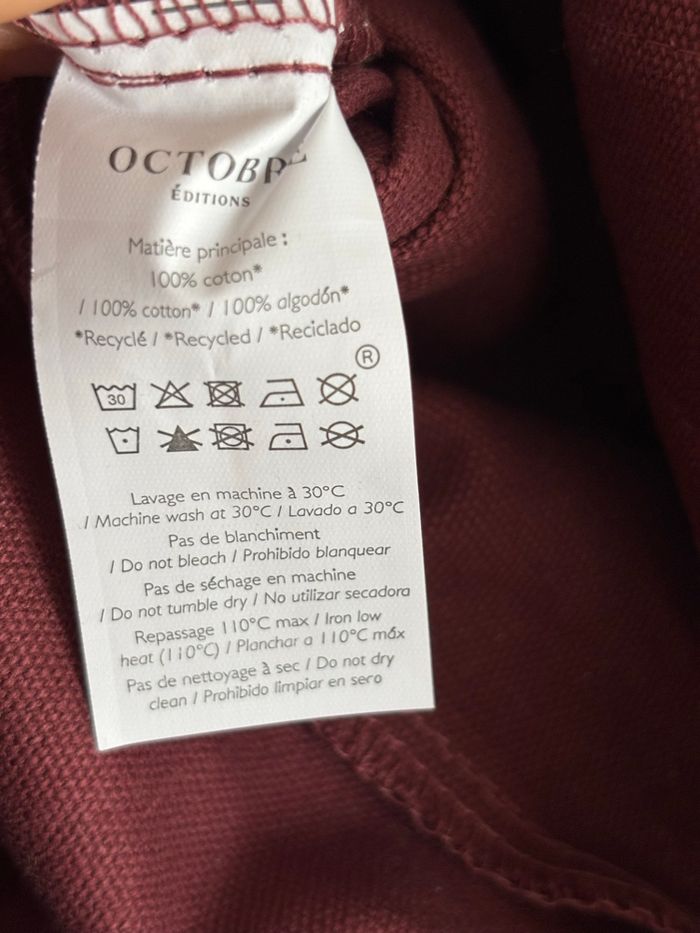 OCTOBRE
ÉDITIONS
Matière principale :
100% coton*
/ 100% cotton* / 100% algodón*
*Recyclé / *Recycled / *Reciclado
®
30
Lavage en machine à 30°C
/ Machine wash at 30°C / Lavado a 30°C
Pas de blanchiment
/ Do not bleach / Prohibido blanquear
Pas de séchage en machine
/ Do not tumble dry / No utilizar secadora
Repassage 110°C max / Iron low
heat (110°C) / Planchar a 110°C máx
Pas de nettoyage à sec / Do not dry
clean / Prohibido limpiar en sero